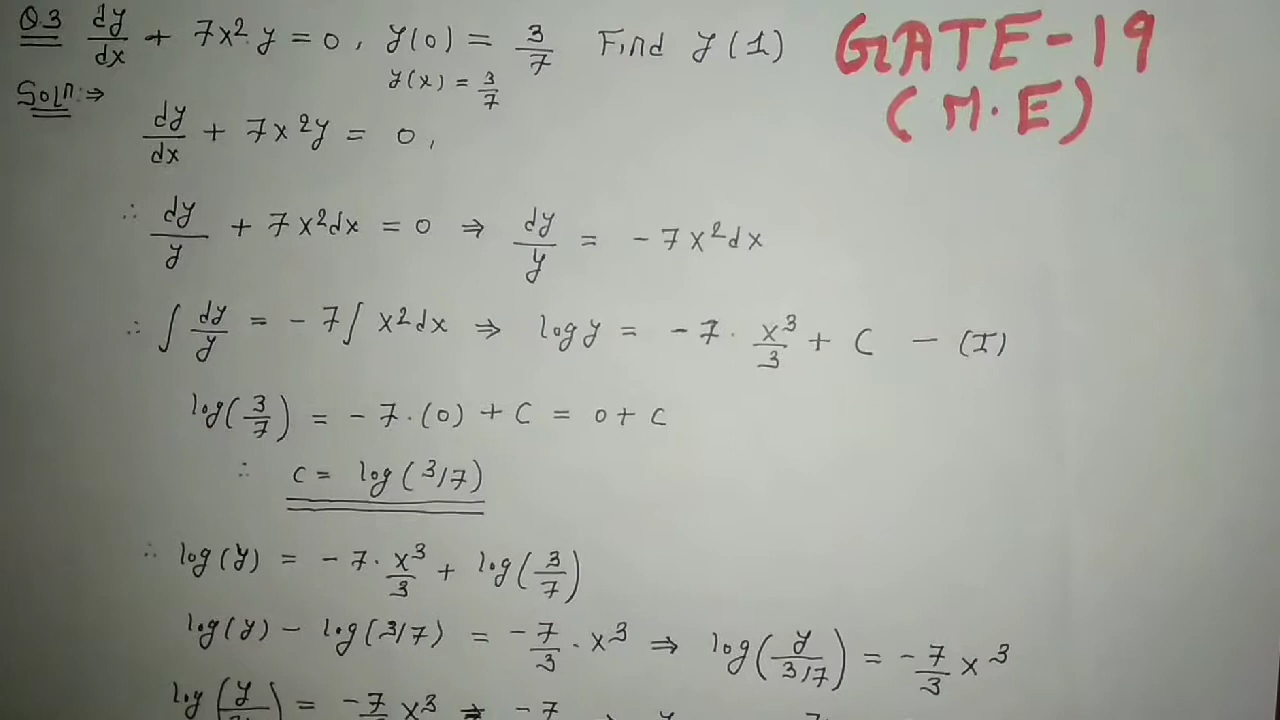 Q.3 dy/dx + 7x²y = 0, y(0) = 3/7 Find y(1)
GATE-19
(M.E)
y(x) = 3/7
Solⁿ:⇒
dy/dx + 7x²y = 0,
∴ dy/y + 7x²dx = 0 ⇒ dy/y = -7x²dx
∴ ∫ dy/y = -7∫ x²dx ⇒ log y = -7 · x³/3 + C — (I)
log(3/7) = -7·(0) + C = 0 + C
∴ C = log(3/7)
∴ log(y) = -7 · x³/3 + log(3/7)
log(y) - log(3/7) = -7/3 · x³ ⇒ log(y/3/7) = -7/3 x³